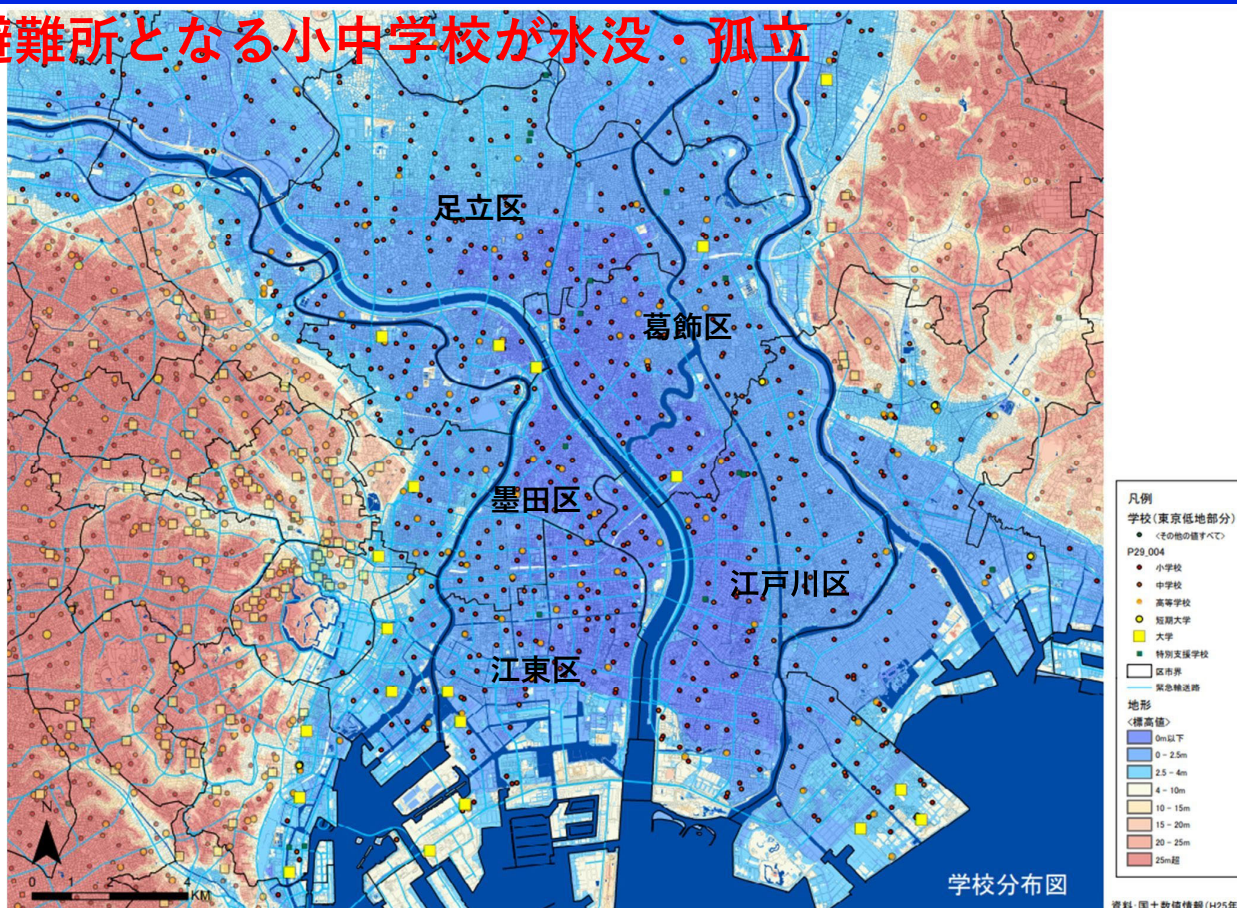 難所となる小中学校が水没・孤立
足立区
葛飾区
墨田区
江戸川区
江東区
N
0 1 2 4
KM
学校分布図
凡例
学校(東京低地部分)
<その他の値すべて>
P29_004
小学校
中学校
高等学校
短期大学
大学
特別支援学校
区市界
緊急輸送路
地形
<標高値>
0m以下
0 - 2.5m
2.5 - 4m
4 - 10m
10 - 15m
15 - 20m
20 - 25m
25m超
資料:国土数値情報(H25年